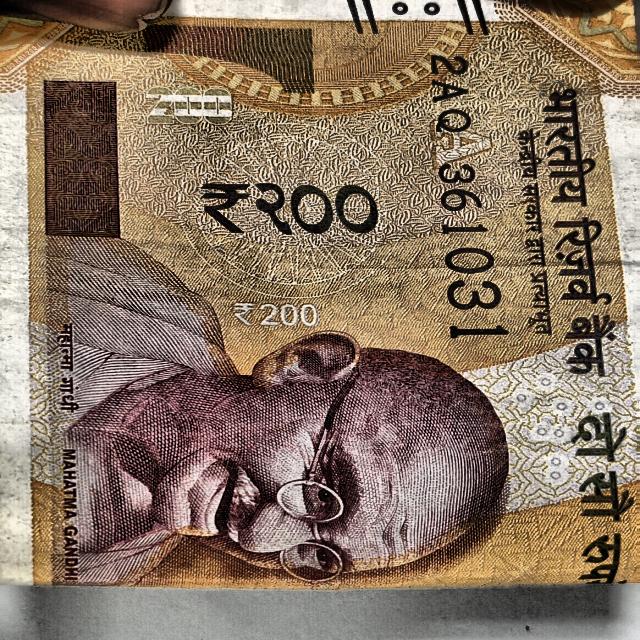 भारतीय रिज़र्व बैंक
केन्द्रीय सरकार द्वारा प्रत्याभूत
2AQ 361031
दो सौ
₹२००
₹200
200
महात्मा गांधी MAHATMA GANDHI